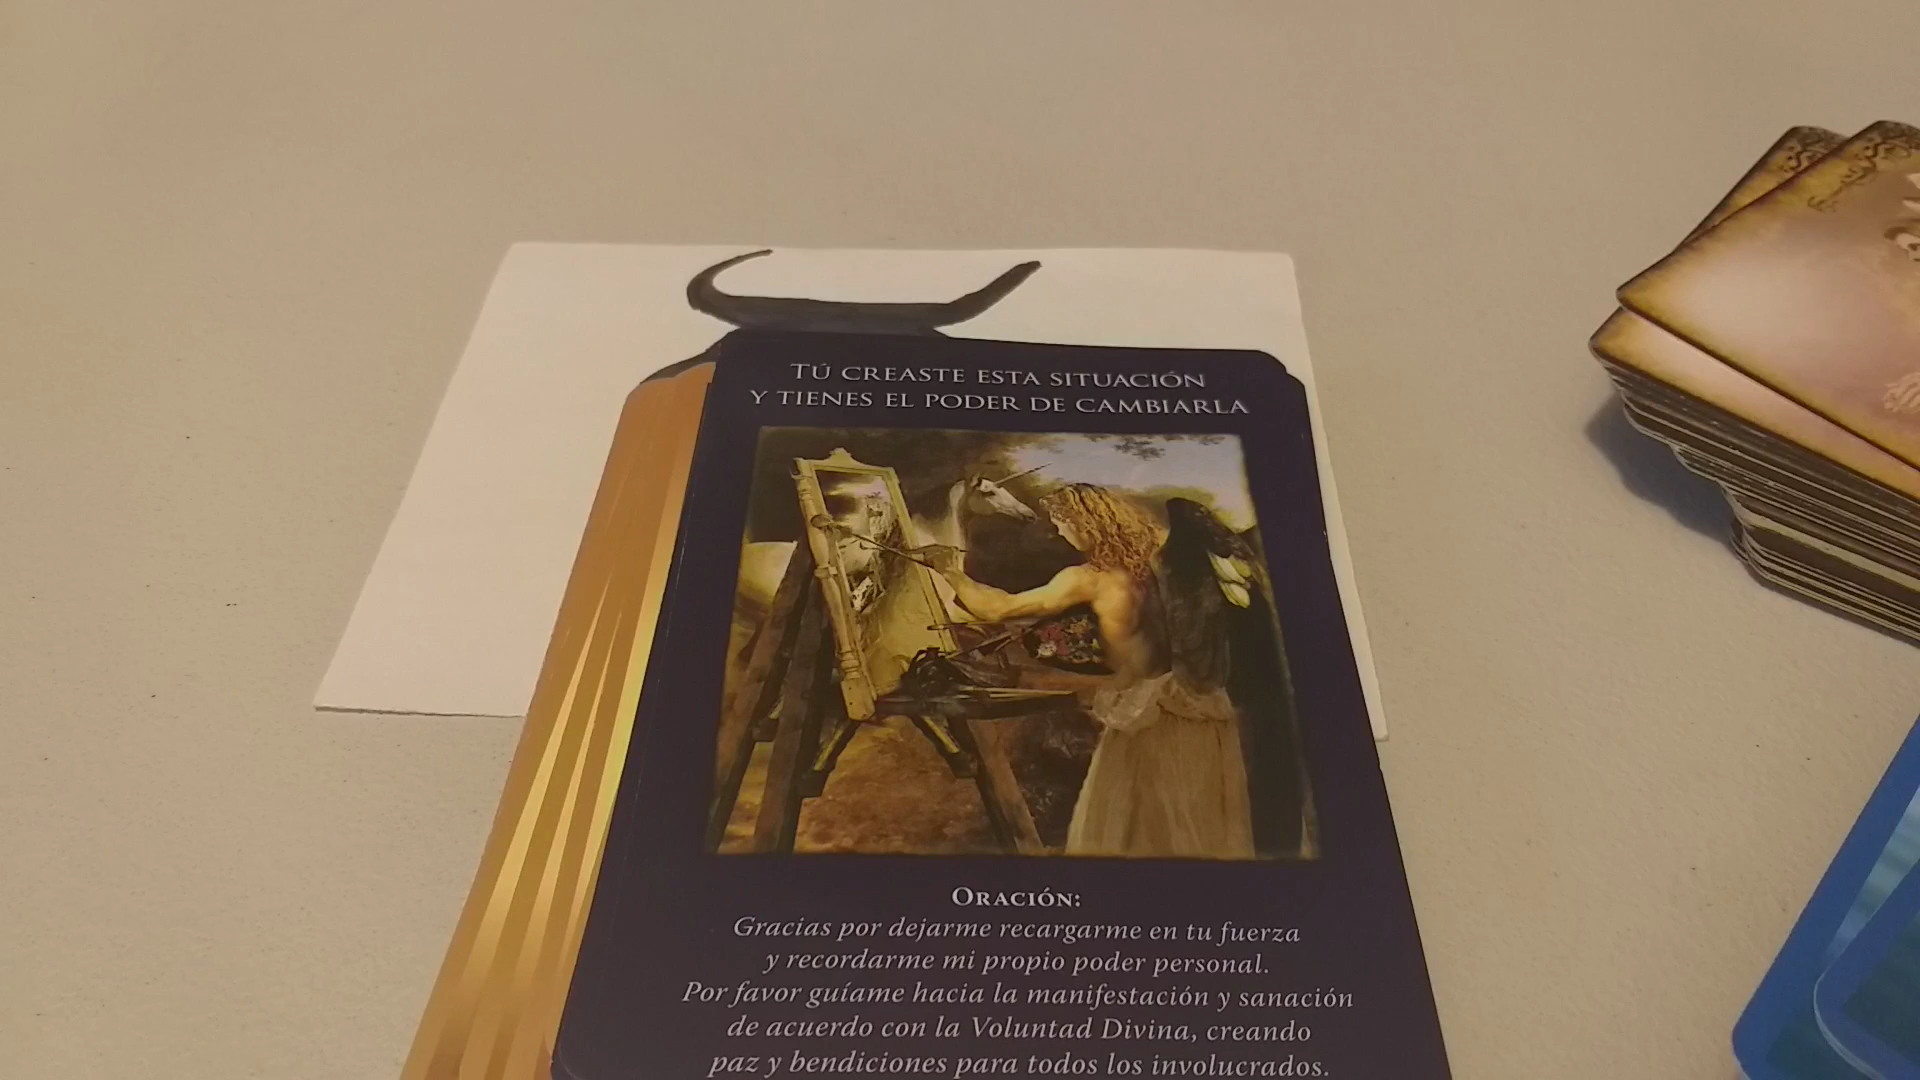 TÚ CREASTE ESTA SITUACIÓN
Y TIENES EL PODER DE CAMBIARLA
ORACIÓN:
Gracias por dejarme recargarme en tu fuerza
y recordarme mi propio poder personal.
Por favor guíame hacia la manifestación y sanación
de acuerdo con la Voluntad Divina, creando
paz y bendiciones para todos los involucrados.